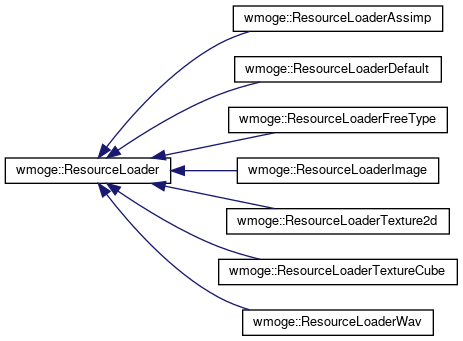 wmoge::ResourceLoaderAssimp
wmoge::ResourceLoaderDefault
wmoge::ResourceLoaderFreeType
wmoge::ResourceLoader
wmoge::ResourceLoaderImage
wmoge::ResourceLoaderTexture2d
wmoge::ResourceLoaderTextureCube
wmoge::ResourceLoaderWav